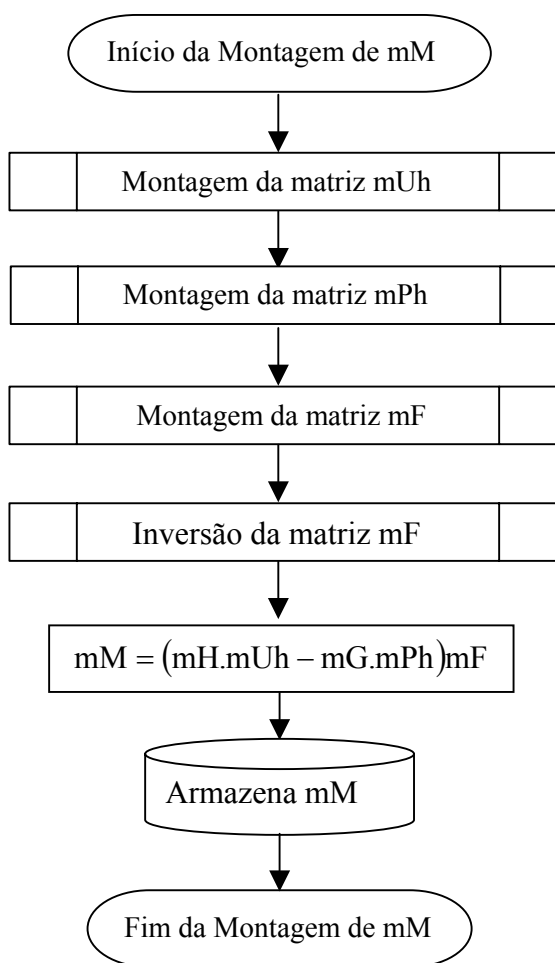 Início da Montagem de mM
Montagem da matriz mUh
Montagem da matriz mPh
Montagem da matriz mF
Inversão da matriz mF
mM = (mH.mUh – mG.mPh)mF
Armazena mM
Fim da Montagem de mM